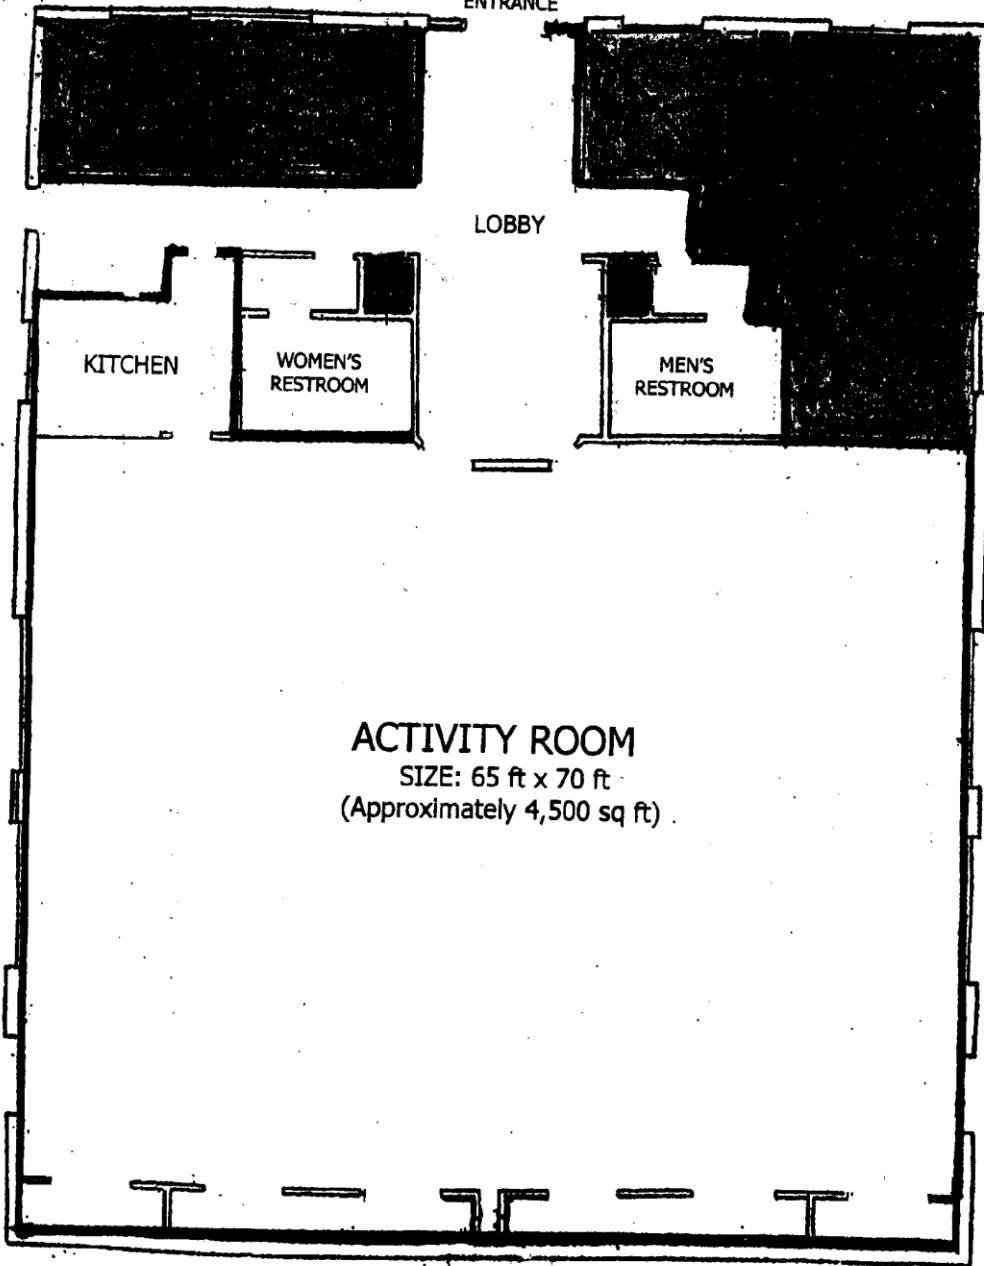 ENTRANCE
LOBBY
KITCHEN
WOMEN'S
RESTROOM
MEN'S
RESTROOM
ACTIVITY ROOM
SIZE: 65 ft x 70 ft
(Approximately 4,500 sq ft)